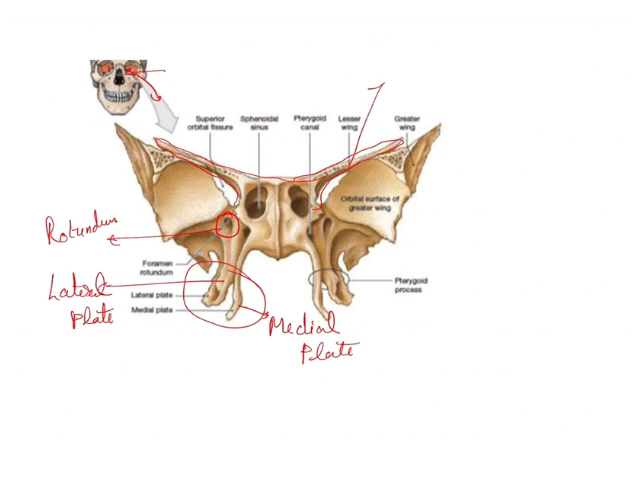 Superior
orbital fissure
Sphenoidal
sinus
Pterygoid
canal
Lesser
wing
Greater
wing
Orbital surface of
greater wing
Rotundum
Foramen
rotundum
Lateral
Plate
Lateral plate
Medial plate
Pterygoid
process
Medial
Plate